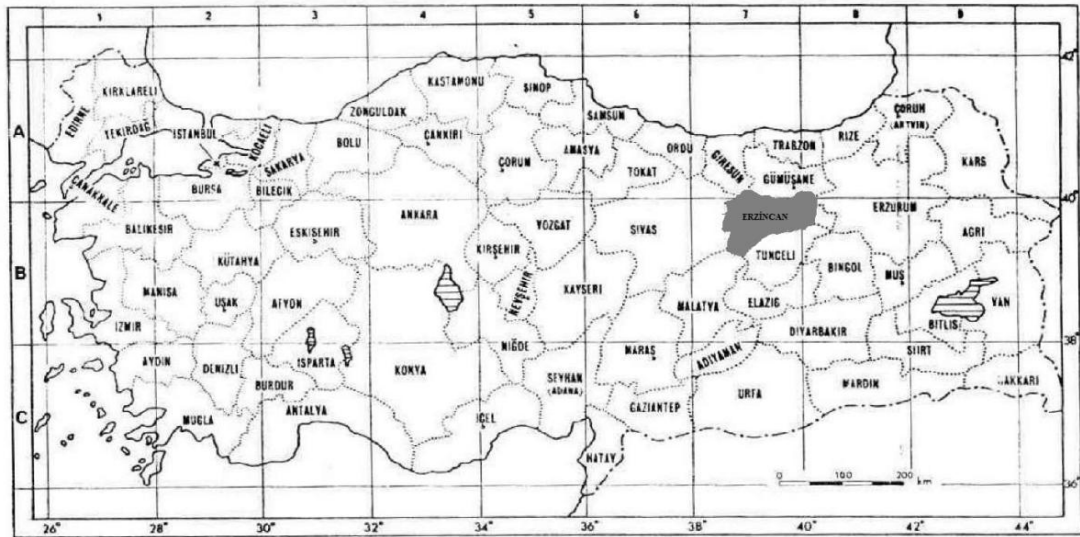 1 2 3 4 5 6 7 8 9
A
B
C
KIRKLARELİ
EDİRNE
TEKİRDAĞ
İSTANBUL
KOCAELİ
SAKARYA
BOLU
ZONGULDAK
KASTAMONU
SİNOP
SAMSUN
ÇANKIRI
ÇORUM
AMASYA
TOKAT
ORDU
GİRESUN
TRABZON
GÜMÜŞANE
RİZE
ÇORUH
(ARTVİN)
KARS
ÇANAKKALE
BURSA
BİLECİK
BALIKESİR
KÜTAHYA
ESKİŞEHİR
ANKARA
KIRŞEHİR
YOZGAT
SİVAS
ERZİNCAN
ERZURUM
AĞRI
TUNCELİ
BİNGÖL
MUŞ
MANİSA
UŞAK
AFYON
NEVŞEHİR
KAYSERİ
MALATYA
ELAZIĞ
VAN
BİTLİS
DİYARBAKIR
SİİRT
İZMİR
AYDIN
DENİZLİ
BURDUR
ISPARTA
KONYA
NİĞDE
SEYHAN
(ADANA)
MARAŞ
ADIYAMAN
URFA
MARDİN
HAKKARİ
MUĞLA
ANTALYA
İÇEL
GAZİANTEP
HATAY
40°
38°
36°
0 100 200
km
26° 28° 30° 32° 34° 36° 38° 40° 42° 44°